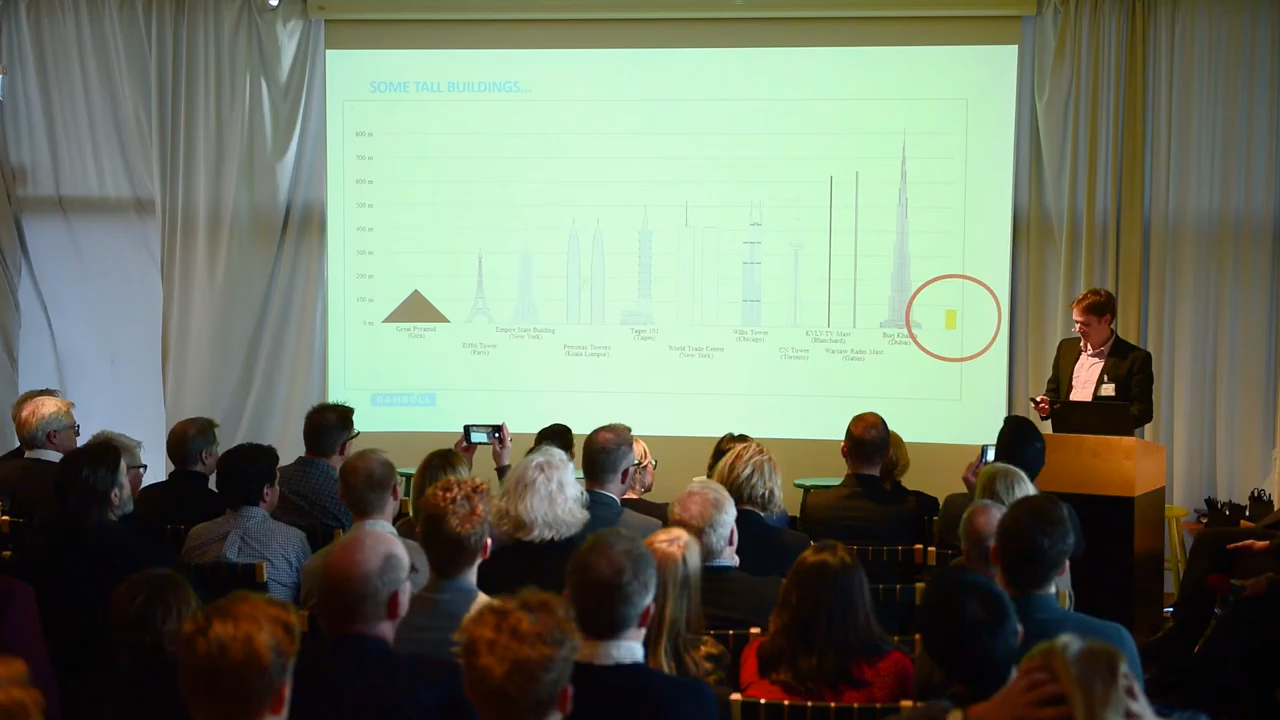 SOME TALL BUILDINGS...
800 m
700 m
600 m
500 m
400 m
300 m
200 m
100 m
0 m
Great Pyramid
(Giza)
Eiffel Tower
(Paris)
Empire State Building
(New York)
Petronas Towers
(Kuala Lumpur)
Taipei 101
(Taipei)
World Trade Center
(New York)
Willis Tower
(Chicago)
CN Tower
(Toronto)
KVLY-TV Mast
(Blanchard)
Warsaw Radio Mast
(Gabin)
Burj Khalifa
(Dubai)
RAMBOLL